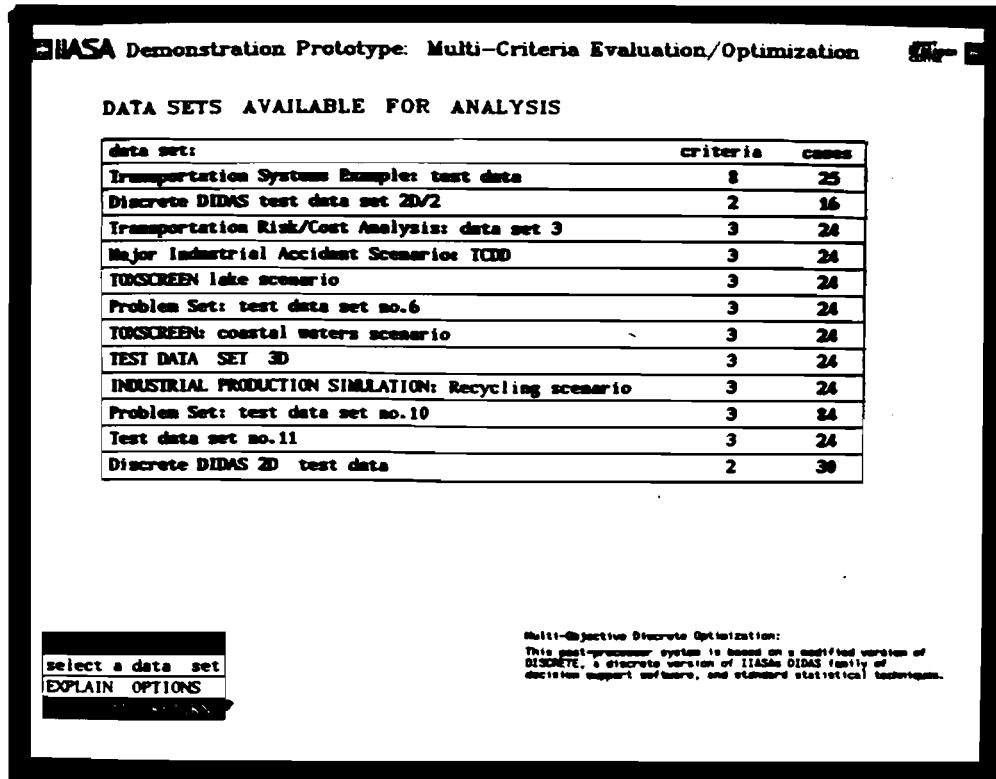 IIASA Demonstration Prototype: Multi-Criteria Evaluation/Optimization
DATA SETS AVAILABLE FOR ANALYSIS
data set: criteria cases
Transportation Systems Example: test data 8 25
Discrete DIDAS test data set 2D/2 2 16
Transportation Risk/Cost Analysis: data set 3 3 24
Major Industrial Accident Scenario: TCDD 3 24
TOXSCREEN lake scenario 3 24
Problem Set: test data set no.6 3 24
TOXSCREEN: coastal waters scenario 3 24
TEST DATA SET 3D 3 24
INDUSTRIAL PRODUCTION SIMULATION: Recycling scenario 3 24
Problem Set: test data set no.10 3 84
Test data set no.11 3 24
Discrete DIDAS 2D test data 2 30
select a data set
EXPLAIN OPTIONS
Multi-Objective Discrete Optimization:
This post-processor system is based on a modified version of
DISCRETE, a discrete version of IIASAs DIDAS family of
decision support software, and standard statistical techniques.